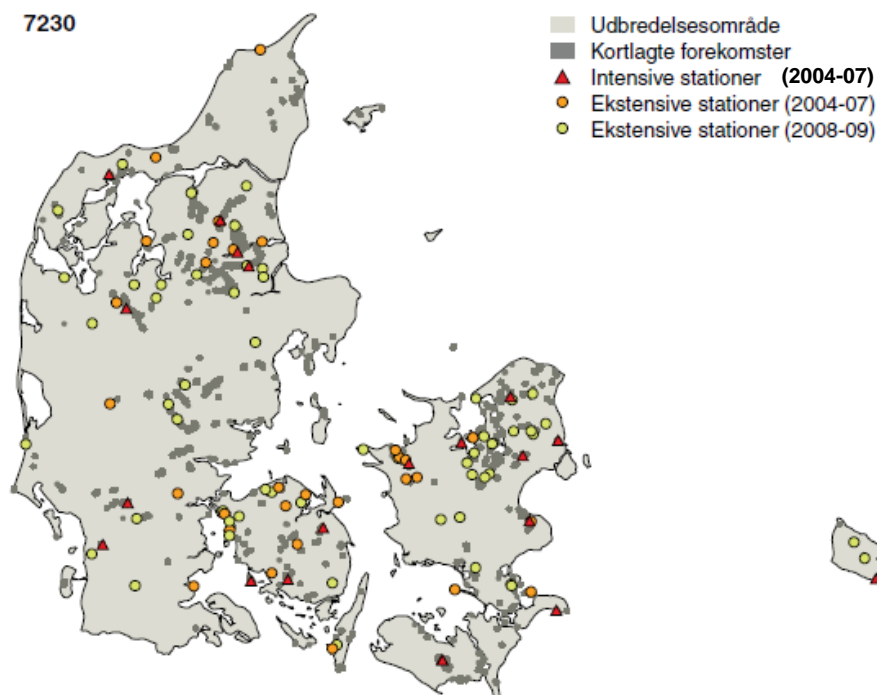 7230
Udbredelsesområde
Kortlagte forekomster
Intensive stationer (2004-07)
Ekstensive stationer (2004-07)
Ekstensive stationer (2008-09)